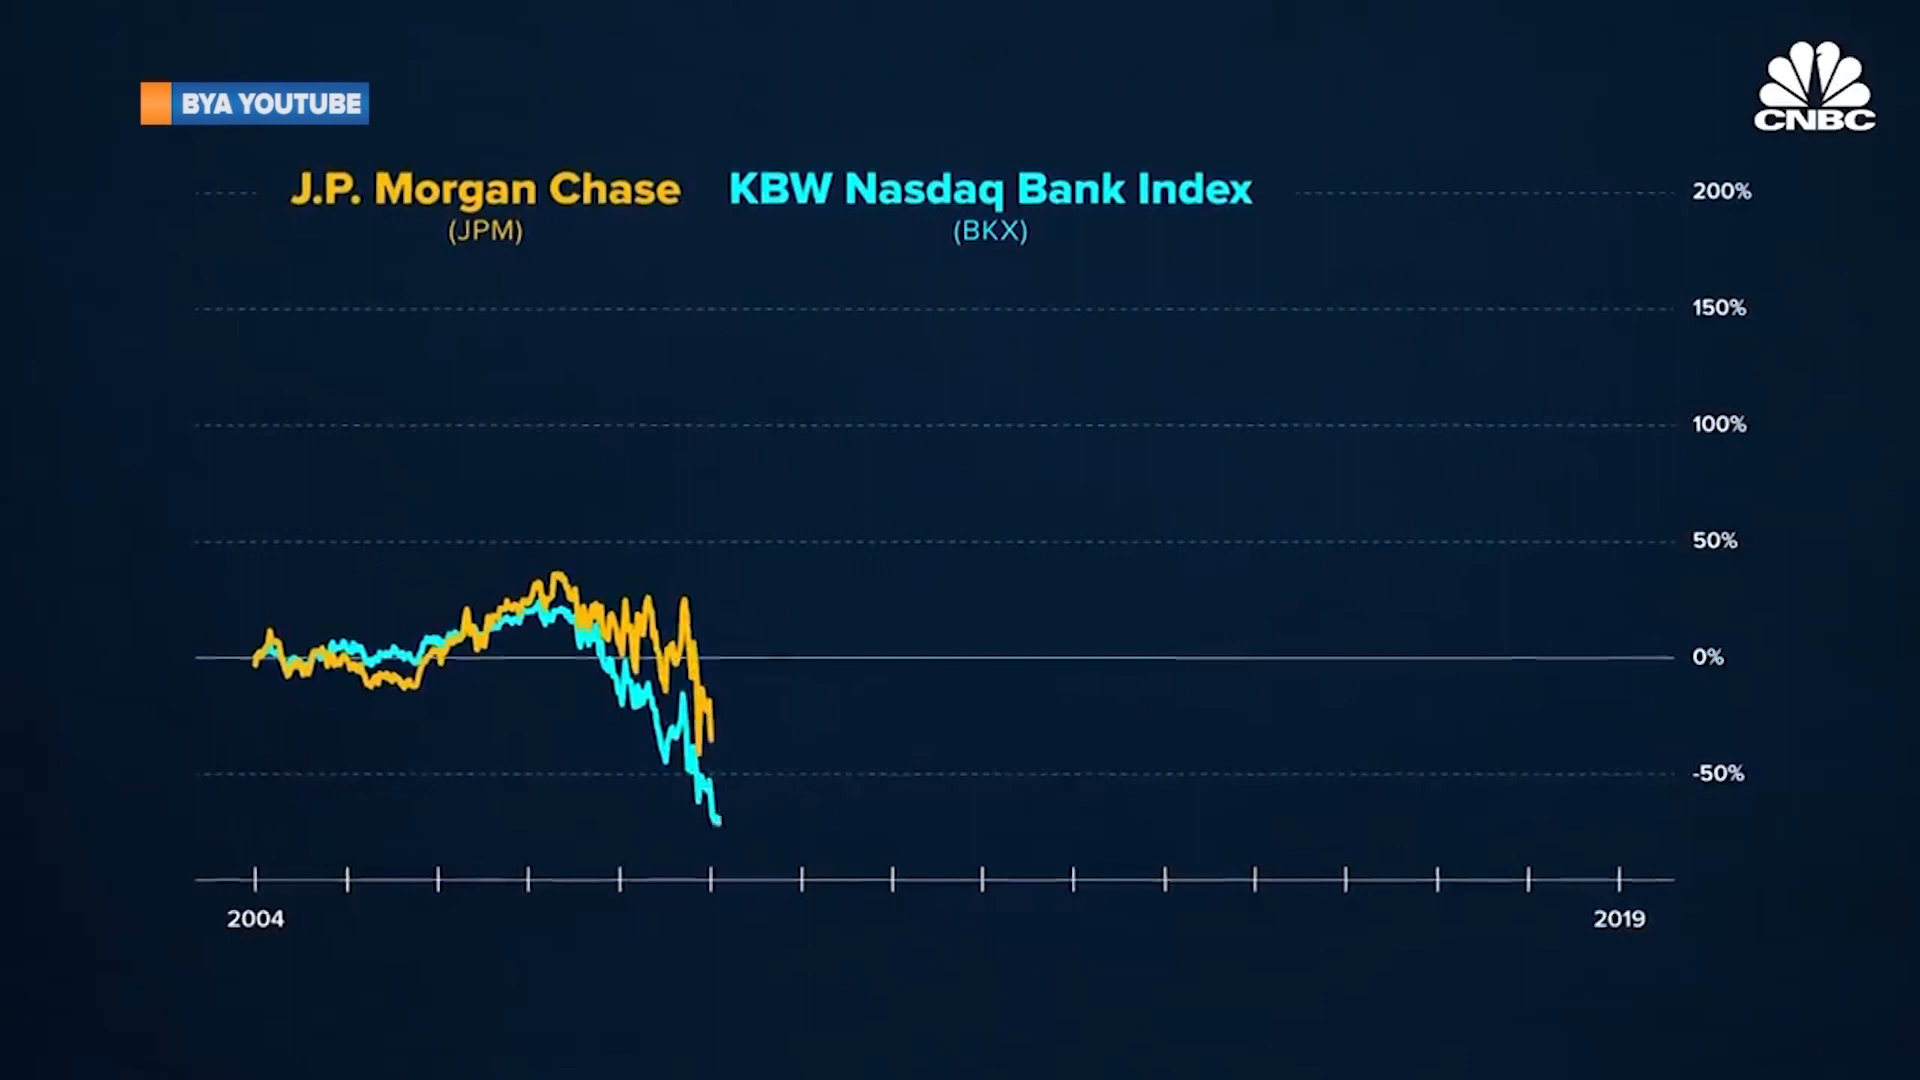 BYA YOUTUBE
CNBC
J.P. Morgan Chase
(JPM)
KBW Nasdaq Bank Index
(BKX)
200%
150%
100%
50%
0%
-50%
2004
2019